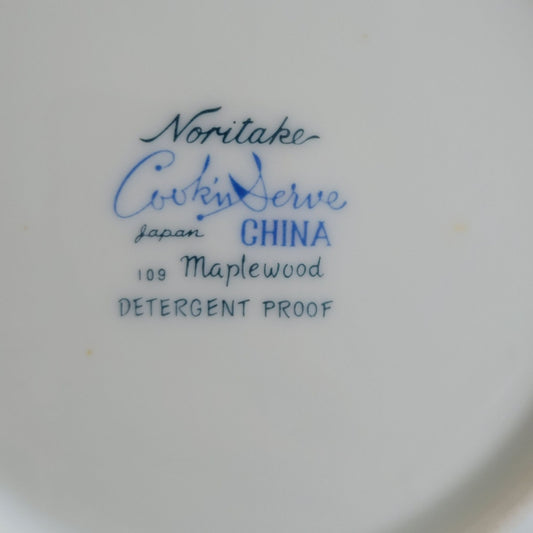 Noritake
Cook'n Serve
Japan CHINA
109 Maplewood
DETERGENT PROOF